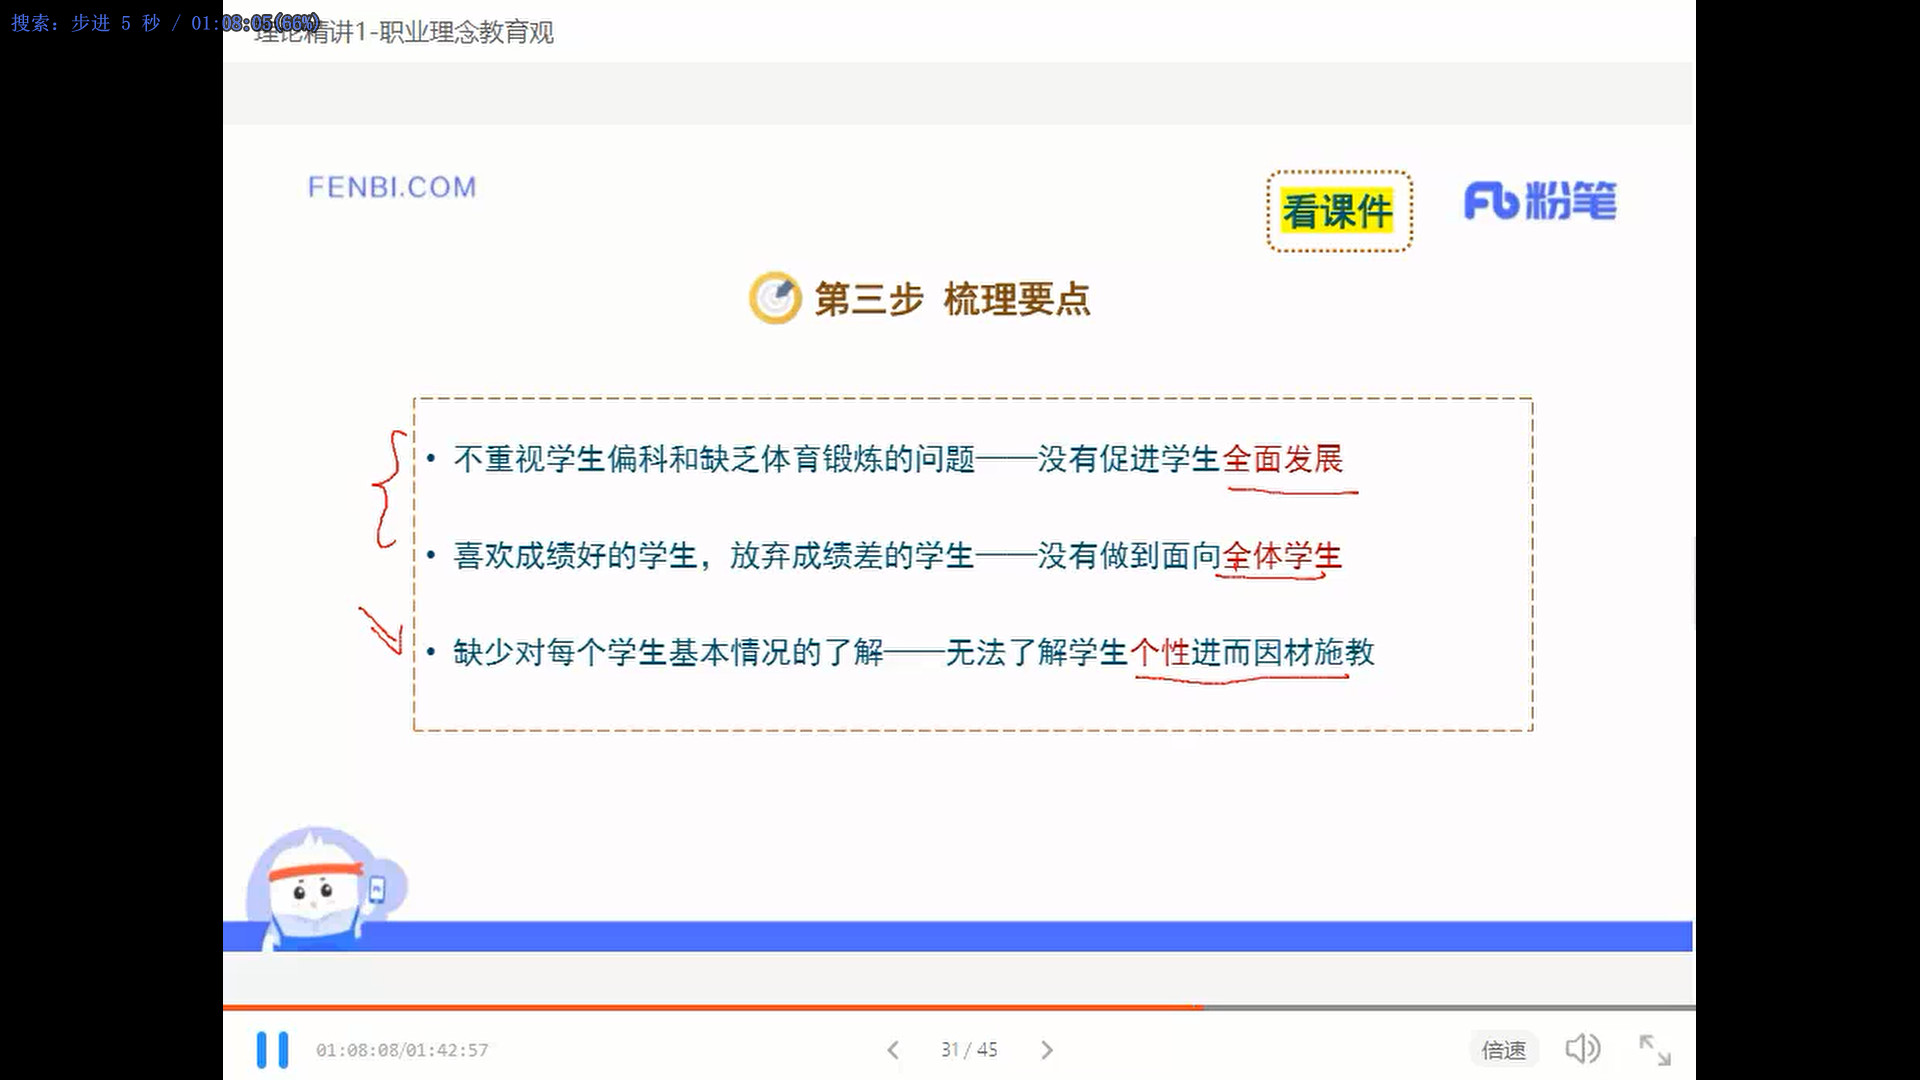 搜索: 步进 5 秒 / 01:08:05(66%)
理论精讲1-职业理念教育观
FENBI.COM
看课件
粉笔
第三步 梳理要点
• 不重视学生偏科和缺乏体育锻炼的问题——没有促进学生全面发展
• 喜欢成绩好的学生，放弃成绩差的学生——没有做到面向全体学生
• 缺少对每个学生基本情况的了解——无法了解学生个性进而因材施教
01:08:08/01:42:57
31 / 45
倍速